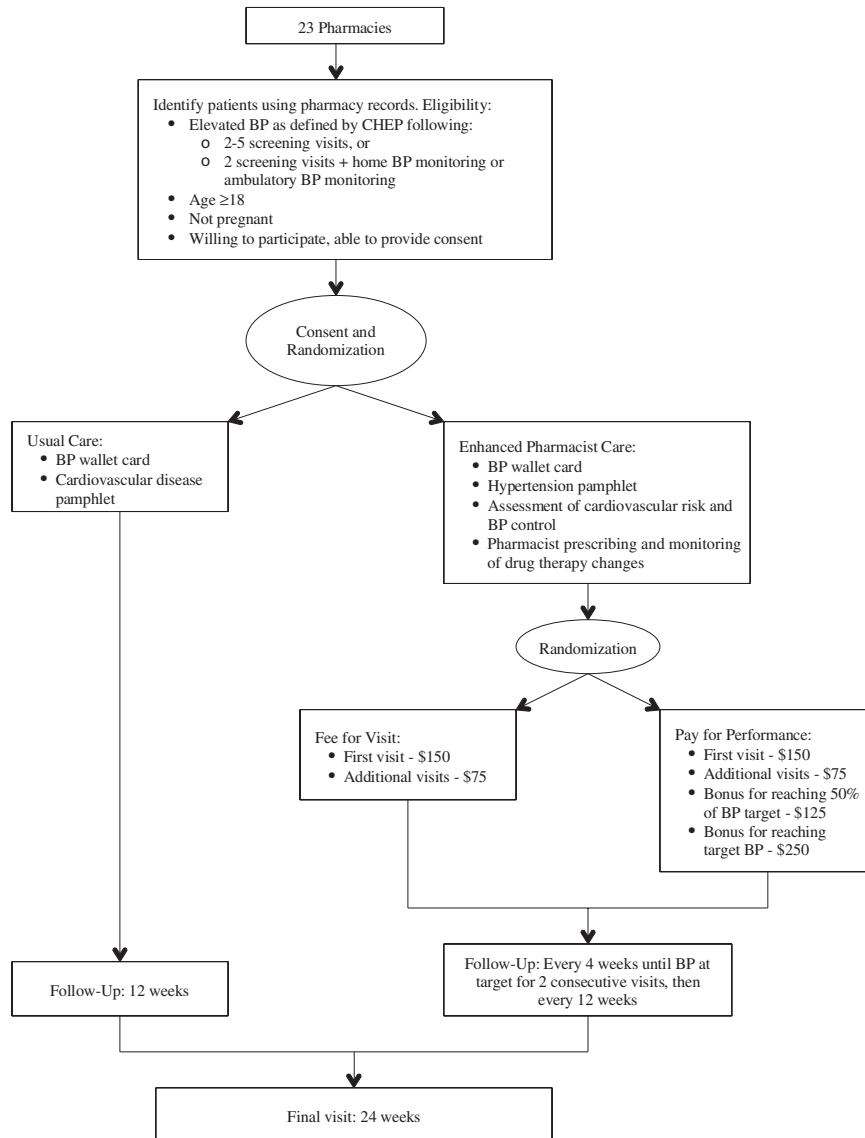 23 Pharmacies
Identify patients using pharmacy records. Eligibility:
• Elevated BP as defined by CHEP following:
o 2-5 screening visits, or
o 2 screening visits + home BP monitoring or
ambulatory BP monitoring
• Age ≥18
• Not pregnant
• Willing to participate, able to provide consent
Consent and
Randomization
Usual Care:
• BP wallet card
• Cardiovascular disease
pamphlet
Enhanced Pharmacist Care:
• BP wallet card
• Hypertension pamphlet
• Assessment of cardiovascular risk and
BP control
• Pharmacist prescribing and monitoring
of drug therapy changes
Randomization
Fee for Visit:
• First visit - $150
• Additional visits - $75
Pay for Performance:
• First visit - $150
• Additional visits - $75
• Bonus for reaching 50%
of BP target - $125
• Bonus for reaching
target BP - $250
Follow-Up: 12 weeks
Follow-Up: Every 4 weeks until BP at
target for 2 consecutive visits, then
every 12 weeks
Final visit: 24 weeks